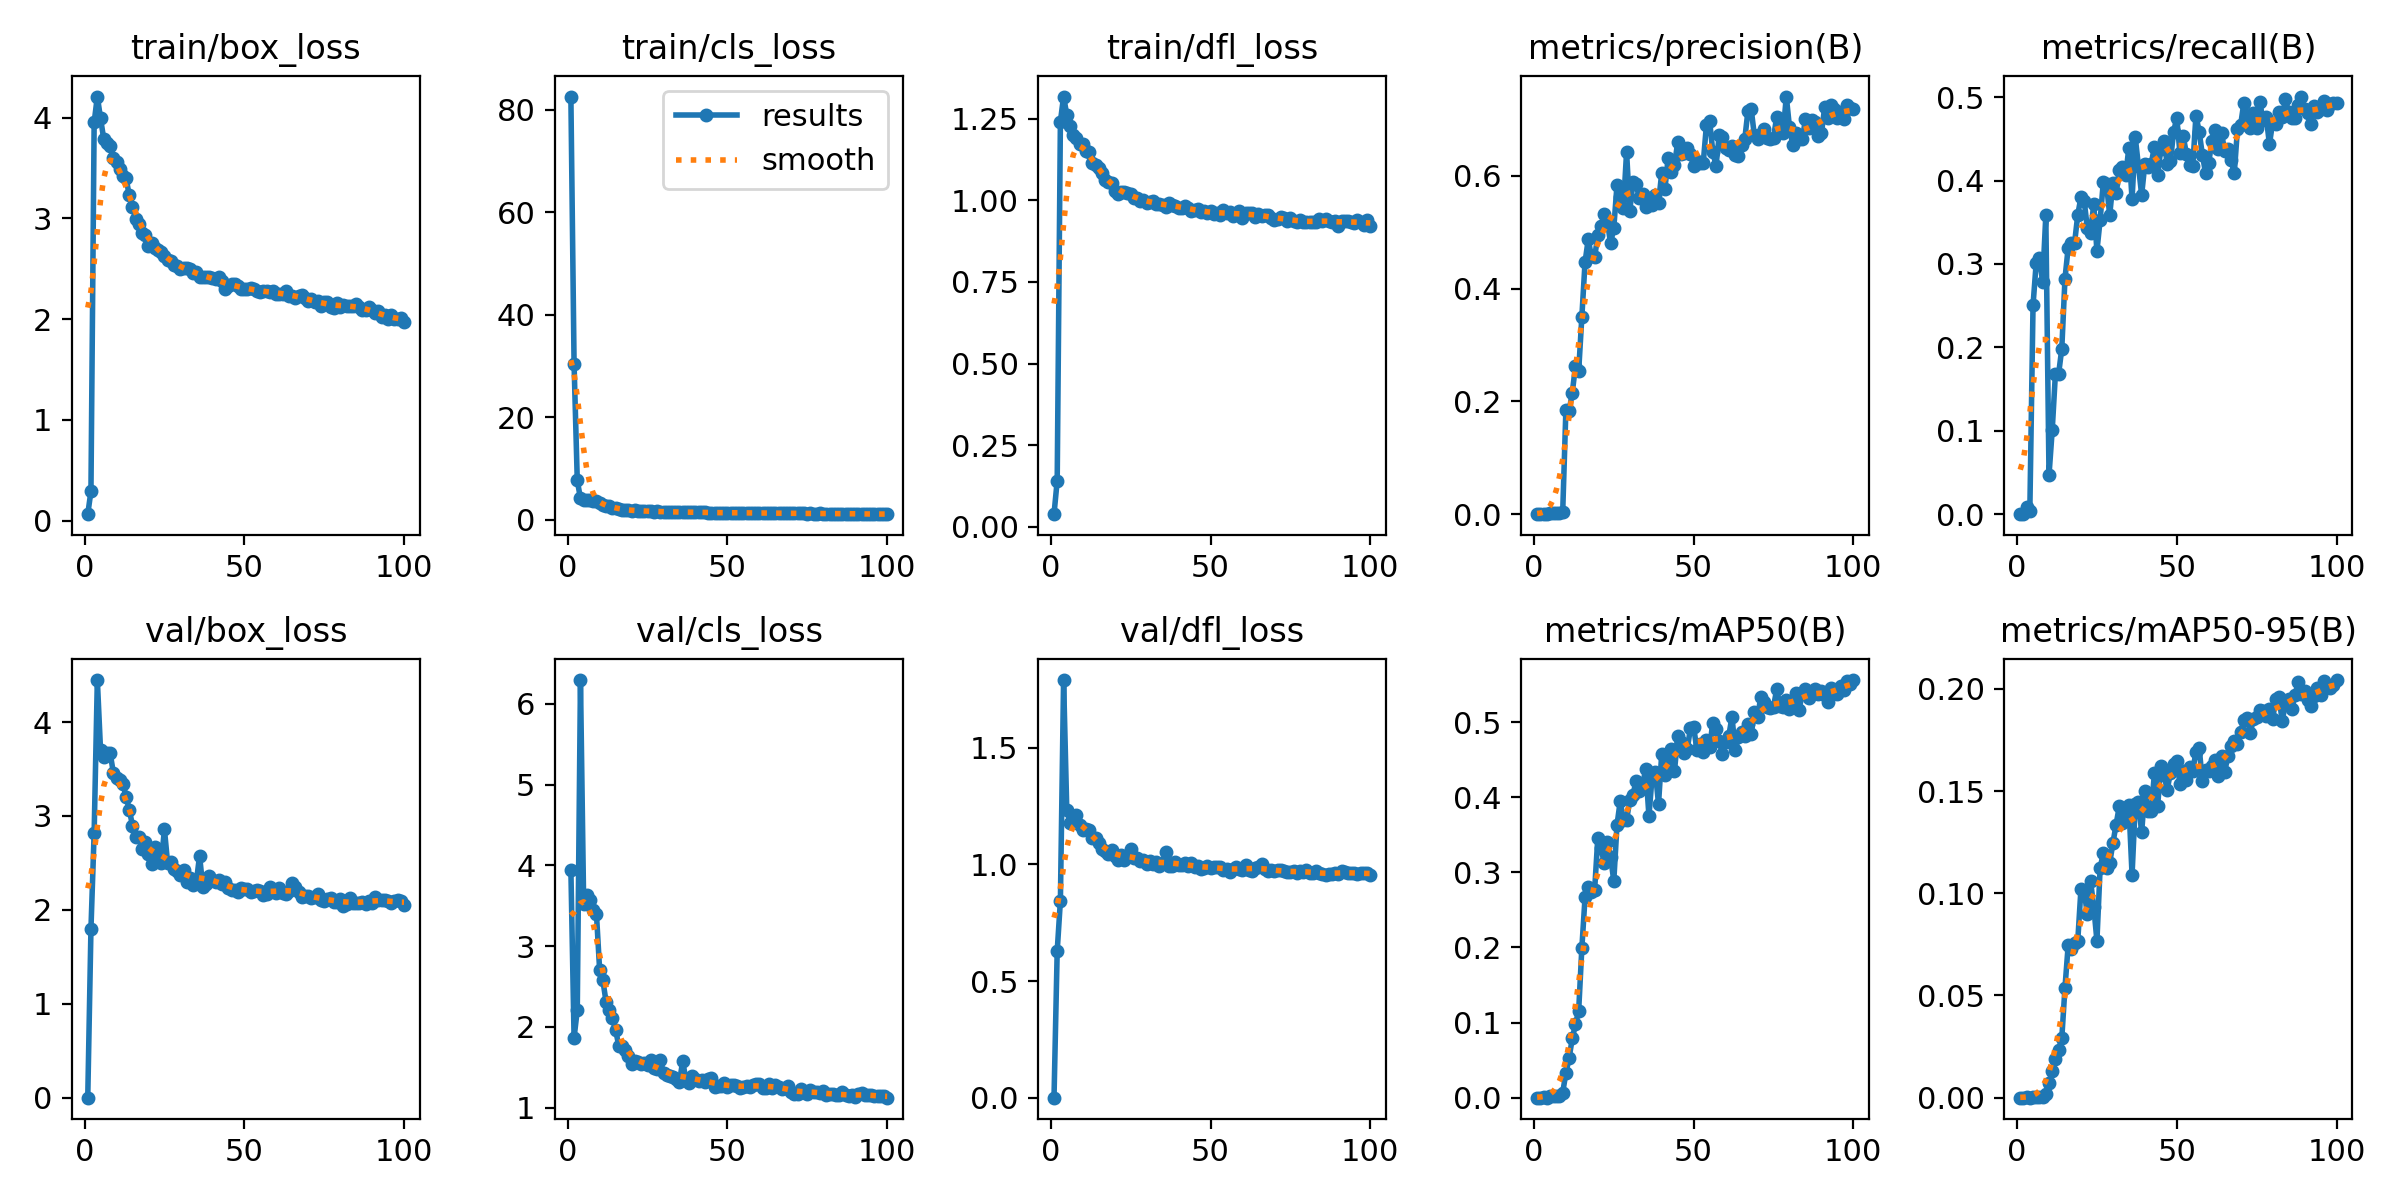 train/box_loss
4
3
2
1
0
0 50 100
train/cls_loss
80
60
40
20
0
0 50 100
results
smooth
train/dfl_loss
1.25
1.00
0.75
0.50
0.25
0.00
0 50 100
metrics/precision(B)
0.6
0.4
0.2
0.0
0 50 100
metrics/recall(B)
0.5
0.4
0.3
0.2
0.1
0.0
0 50 100
val/box_loss
4
3
2
1
0
0 50 100
val/cls_loss
6
5
4
3
2
1
0 50 100
val/dfl_loss
1.5
1.0
0.5
0.0
0 50 100
metrics/mAP50(B)
0.5
0.4
0.3
0.2
0.1
0.0
0 50 100
metrics/mAP50-95(B)
0.20
0.15
0.10
0.05
0.00
0 50 100